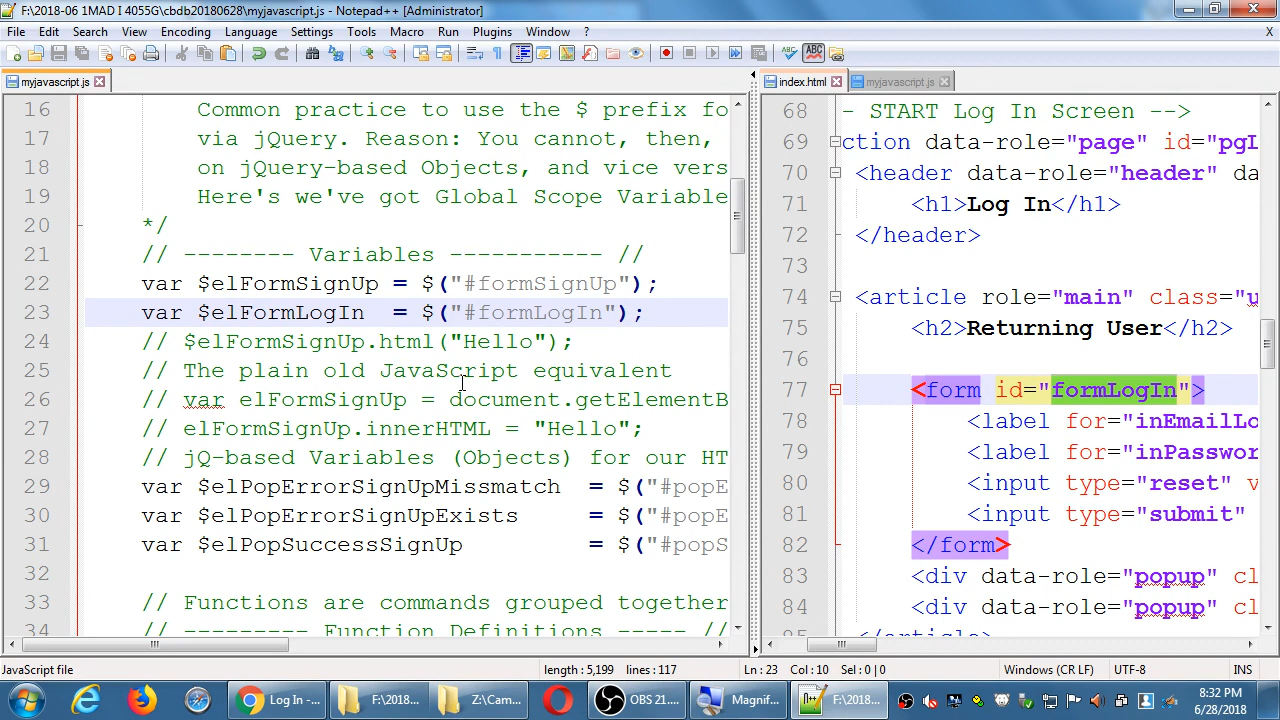 F:\2018-06 1MAD I 4055G\cbdb20180628\myjavascript.js - Notepad++ [Administrator]
File Edit Search View Encoding Language Settings Tools Macro Run Plugins Window ? X
myjavascript.js
16 Common practice to use the $ prefix fo
17 via jQuery. Reason: You cannot, then,
18 on jQuery-based Objects, and vice vers
19 Here's we've got Global Scope Variable
20 */
21 // -------- Variables ----------- //
22 var $elFormSignUp = $("#formSignUp");
23 var $elFormLogIn  = $("#formLogIn");
24 // $elFormSignUp.html("Hello");
25 // The plain old JavaScript equivalent
26 // var elFormSignUp = document.getElementB
27 // elFormSignUp.innerHTML = "Hello";
28 // jQ-based Variables (Objects) for our HT
29 var $elPopErrorSignUpMissmatch  = $("#popE
30 var $elPopErrorSignUpExists     = $("#popE
31 var $elPopSuccessSignUp         = $("#popS
32
33 // Functions are commands grouped together
34 // --------- Function Definitions ----- //
index.html myjavascript.js
68 - START Log In Screen -->
69 ction data-role="page" id="pgL
70 <header data-role="header" da
71 <h1>Log In</h1>
72 </header>
73
74 <article role="main" class="u
75 <h2>Returning User</h2>
76
77 <form id="formLogIn">
78 <label for="inEmailLo
79 <label for="inPasswor
80 <input type="reset" v
81 <input type="submit"
82 </form>
83 <div data-role="popup" cl
84 <div data-role="popup" cl
85 </article>
JavaScript file length : 5,199 lines : 117 Ln : 23 Col : 10 Sel : 0 | 0 Windows (CR LF) UTF-8 INS
Log In -... F:\2018... Z:\Cam... OBS 21.... Magnif... F:\2018... 8:32 PM
6/28/2018